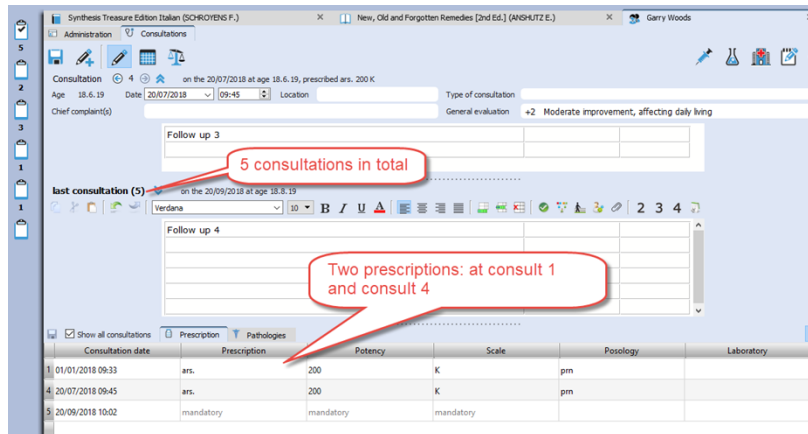 Synthesis Treasure Edition Italian (SCHROYENS F.) × New, Old and Forgotten Remedies [2nd Ed.] (ANSHUTZ E.) × Garry Woods
Administration Consultations
5
2
3
1
1
Consultation 4 on the 20/07/2018 at age 18.6.19, prescribed ars. 200 K
Age 18.6.19 Date 20/07/2018 09:45 Location Type of consultation
Chief complaint(s) General evaluation +2 Moderate improvement, affecting daily living
Follow up 3
5 consultations in total
last consultation (5) on the 20/09/2018 at age 18.8.19
Verdana 10 B I U A 2 3 4
Follow up 4
Two prescriptions: at consult 1
and consult 4
Show all consultations Prescription Pathologies
Consultation date Prescription Potency Scale Posology Laboratory
1 01/01/2018 09:33 ars. 200 K prn
4 20/07/2018 09:45 ars. 200 K prn
5 20/09/2018 10:02 mandatory mandatory mandatory